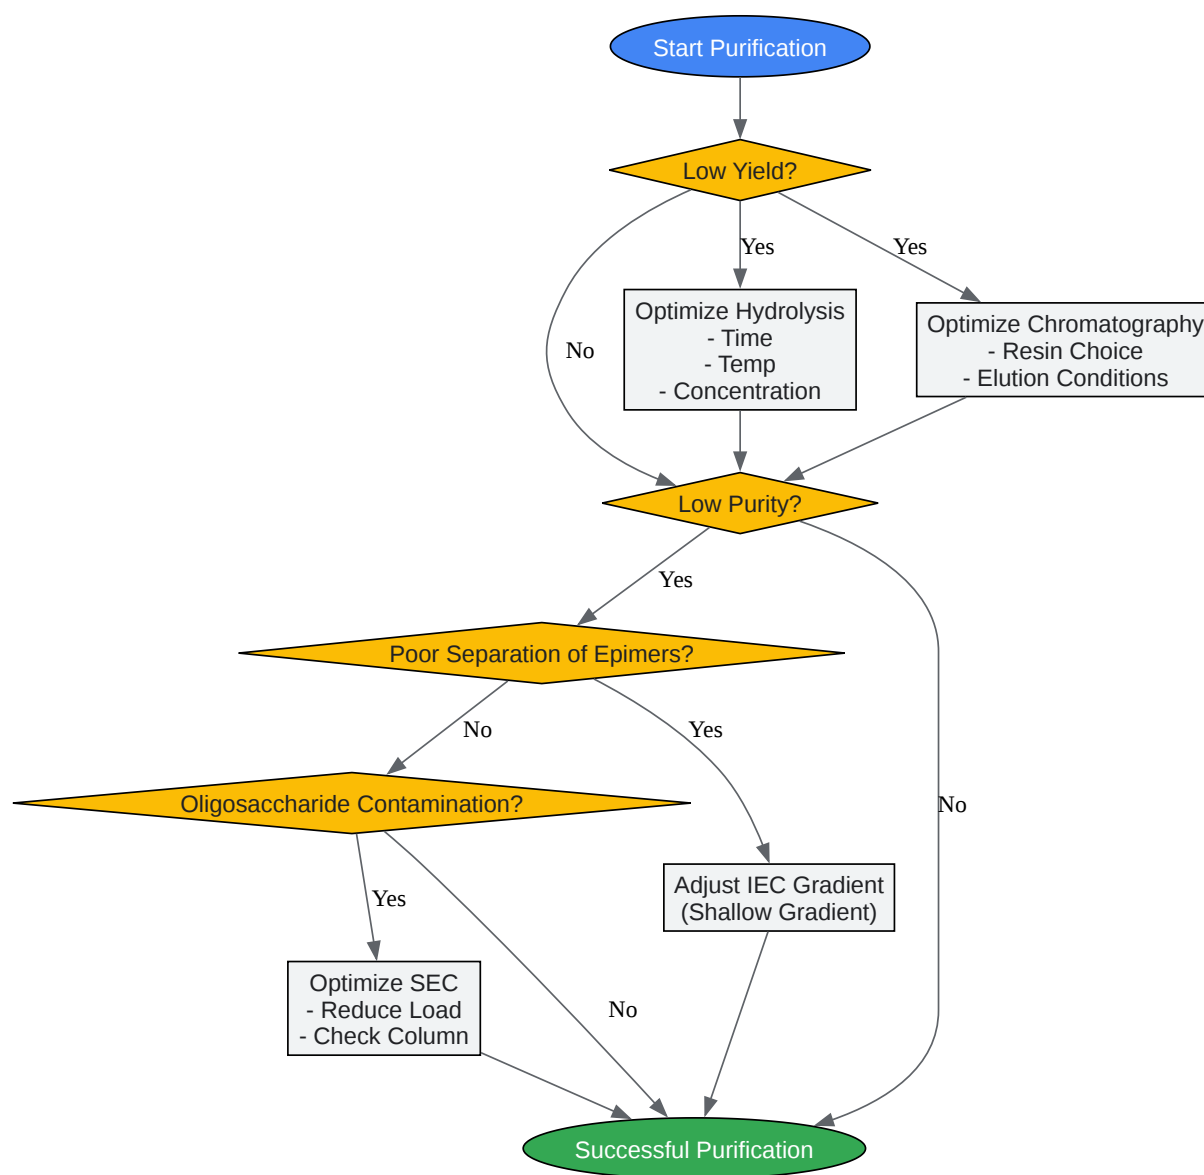 Start Purification
Low Yield?
Yes
Yes
No
Optimize Hydrolysis
- Time
- Temp
- Concentration
Optimize Chromatography
- Resin Choice
- Elution Conditions
Low Purity?
Yes
No
Poor Separation of Epimers?
No
Yes
Oligosaccharide Contamination?
Yes
No
Adjust IEC Gradient
(Shallow Gradient)
Optimize SEC
- Reduce Load
- Check Column
Successful Purification